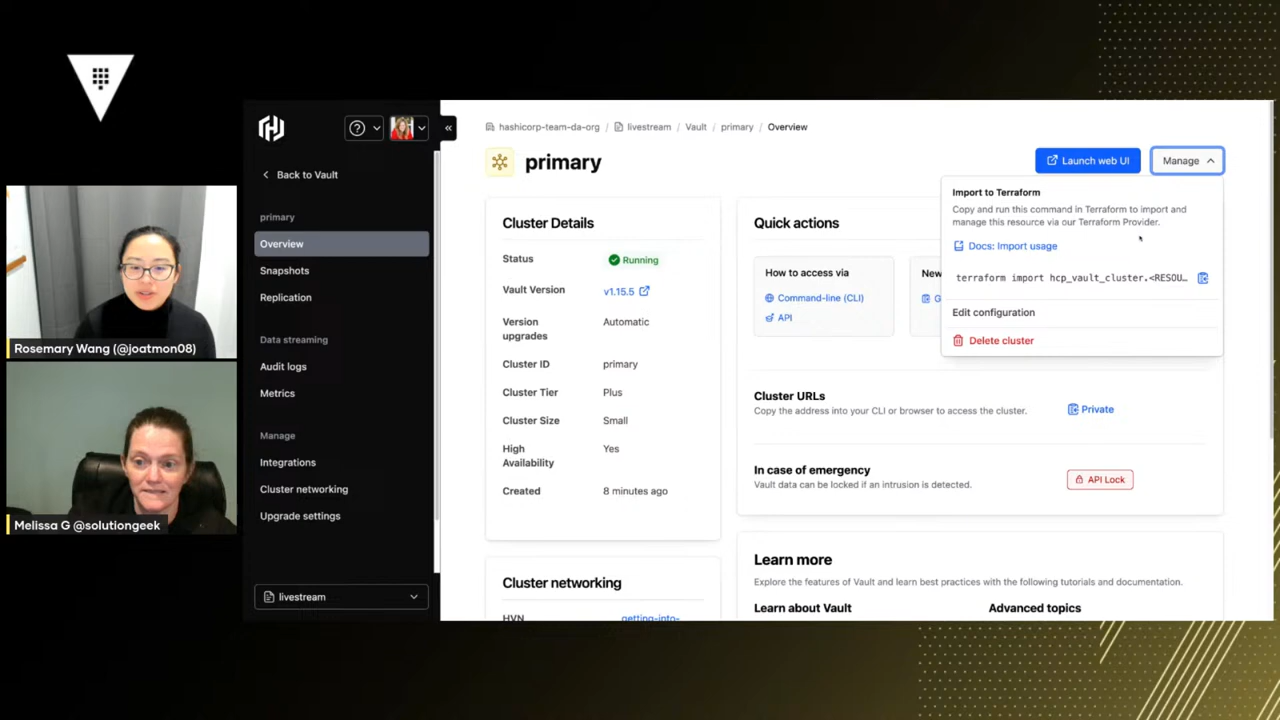 hashicorp-team-da-org / livestream / Vault / primary / Overview
Back to Vault
primary
Launch web UI
Manage
primary
Overview
Snapshots
Replication
Data streaming
Audit logs
Metrics
Manage
Integrations
Cluster networking
Upgrade settings
livestream
Import to Terraform
Copy and run this command in Terraform to import and
manage this resource via our Terraform Provider.
Docs: Import usage
terraform import hcp_vault_cluster.<RESOU...
Edit configuration
Delete cluster
Cluster Details
Status
Running
Vault Version
v1.15.5
Version
upgrades
Automatic
Cluster ID
primary
Cluster Tier
Plus
Cluster Size
Small
High
Availability
Yes
Created
8 minutes ago
Quick actions
How to access via
Command-line (CLI)
API
New
Cluster URLs
Copy the address into your CLI or browser to access the cluster.
Private
In case of emergency
Vault data can be locked if an intrusion is detected.
API Lock
Cluster networking
HVN
getting-into-
Learn more
Explore the features of Vault and learn best practices with the following tutorials and documentation.
Learn about Vault
Advanced topics
Rosemary Wang (@joatmon08)
Melissa G @solutiongeek